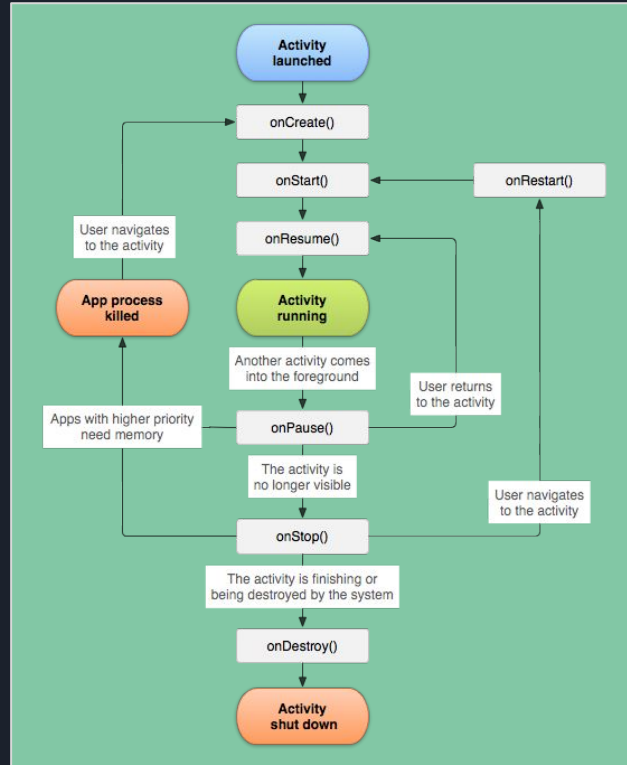 Activity
launched
onCreate()
onStart()
onRestart()
User navigates
to the activity
onResume()
App process
killed
Activity
running
Another activity comes
into the foreground
User returns
to the activity
Apps with higher priority
need memory
onPause()
The activity is
no longer visible
User navigates
to the activity
onStop()
The activity is finishing or
being destroyed by the system
onDestroy()
Activity
shut down